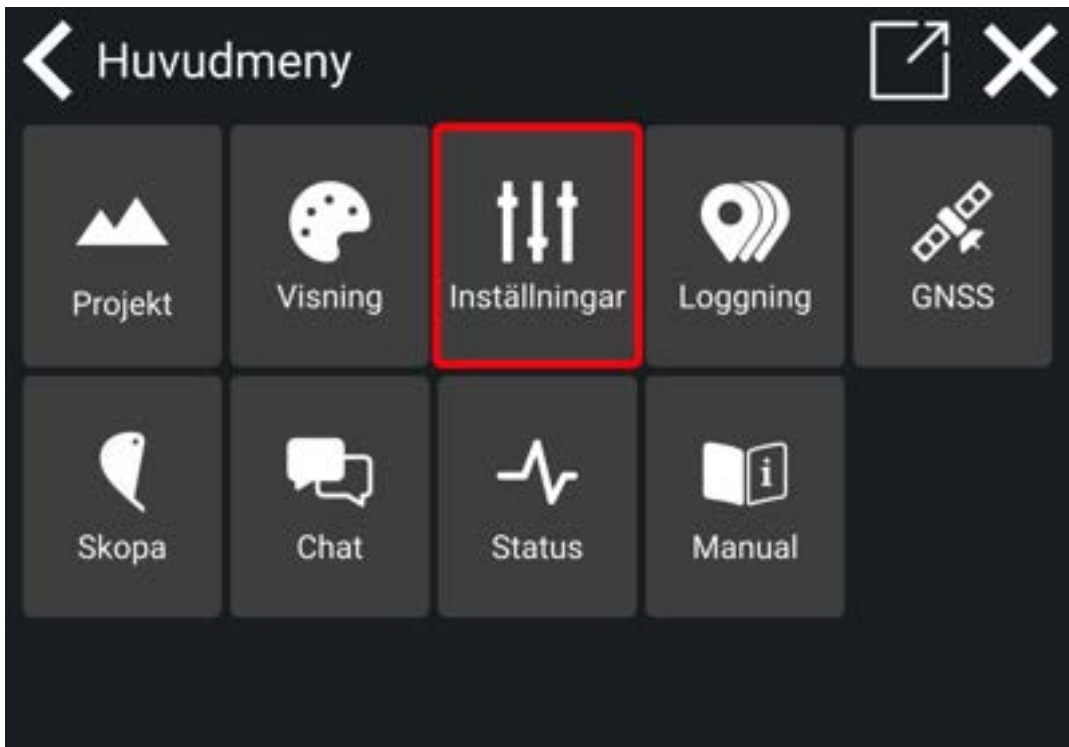 Huvudmeny
Projekt
Visning
Inställningar
Loggning
GNSS
Skopa
Chat
Status
i
Manual